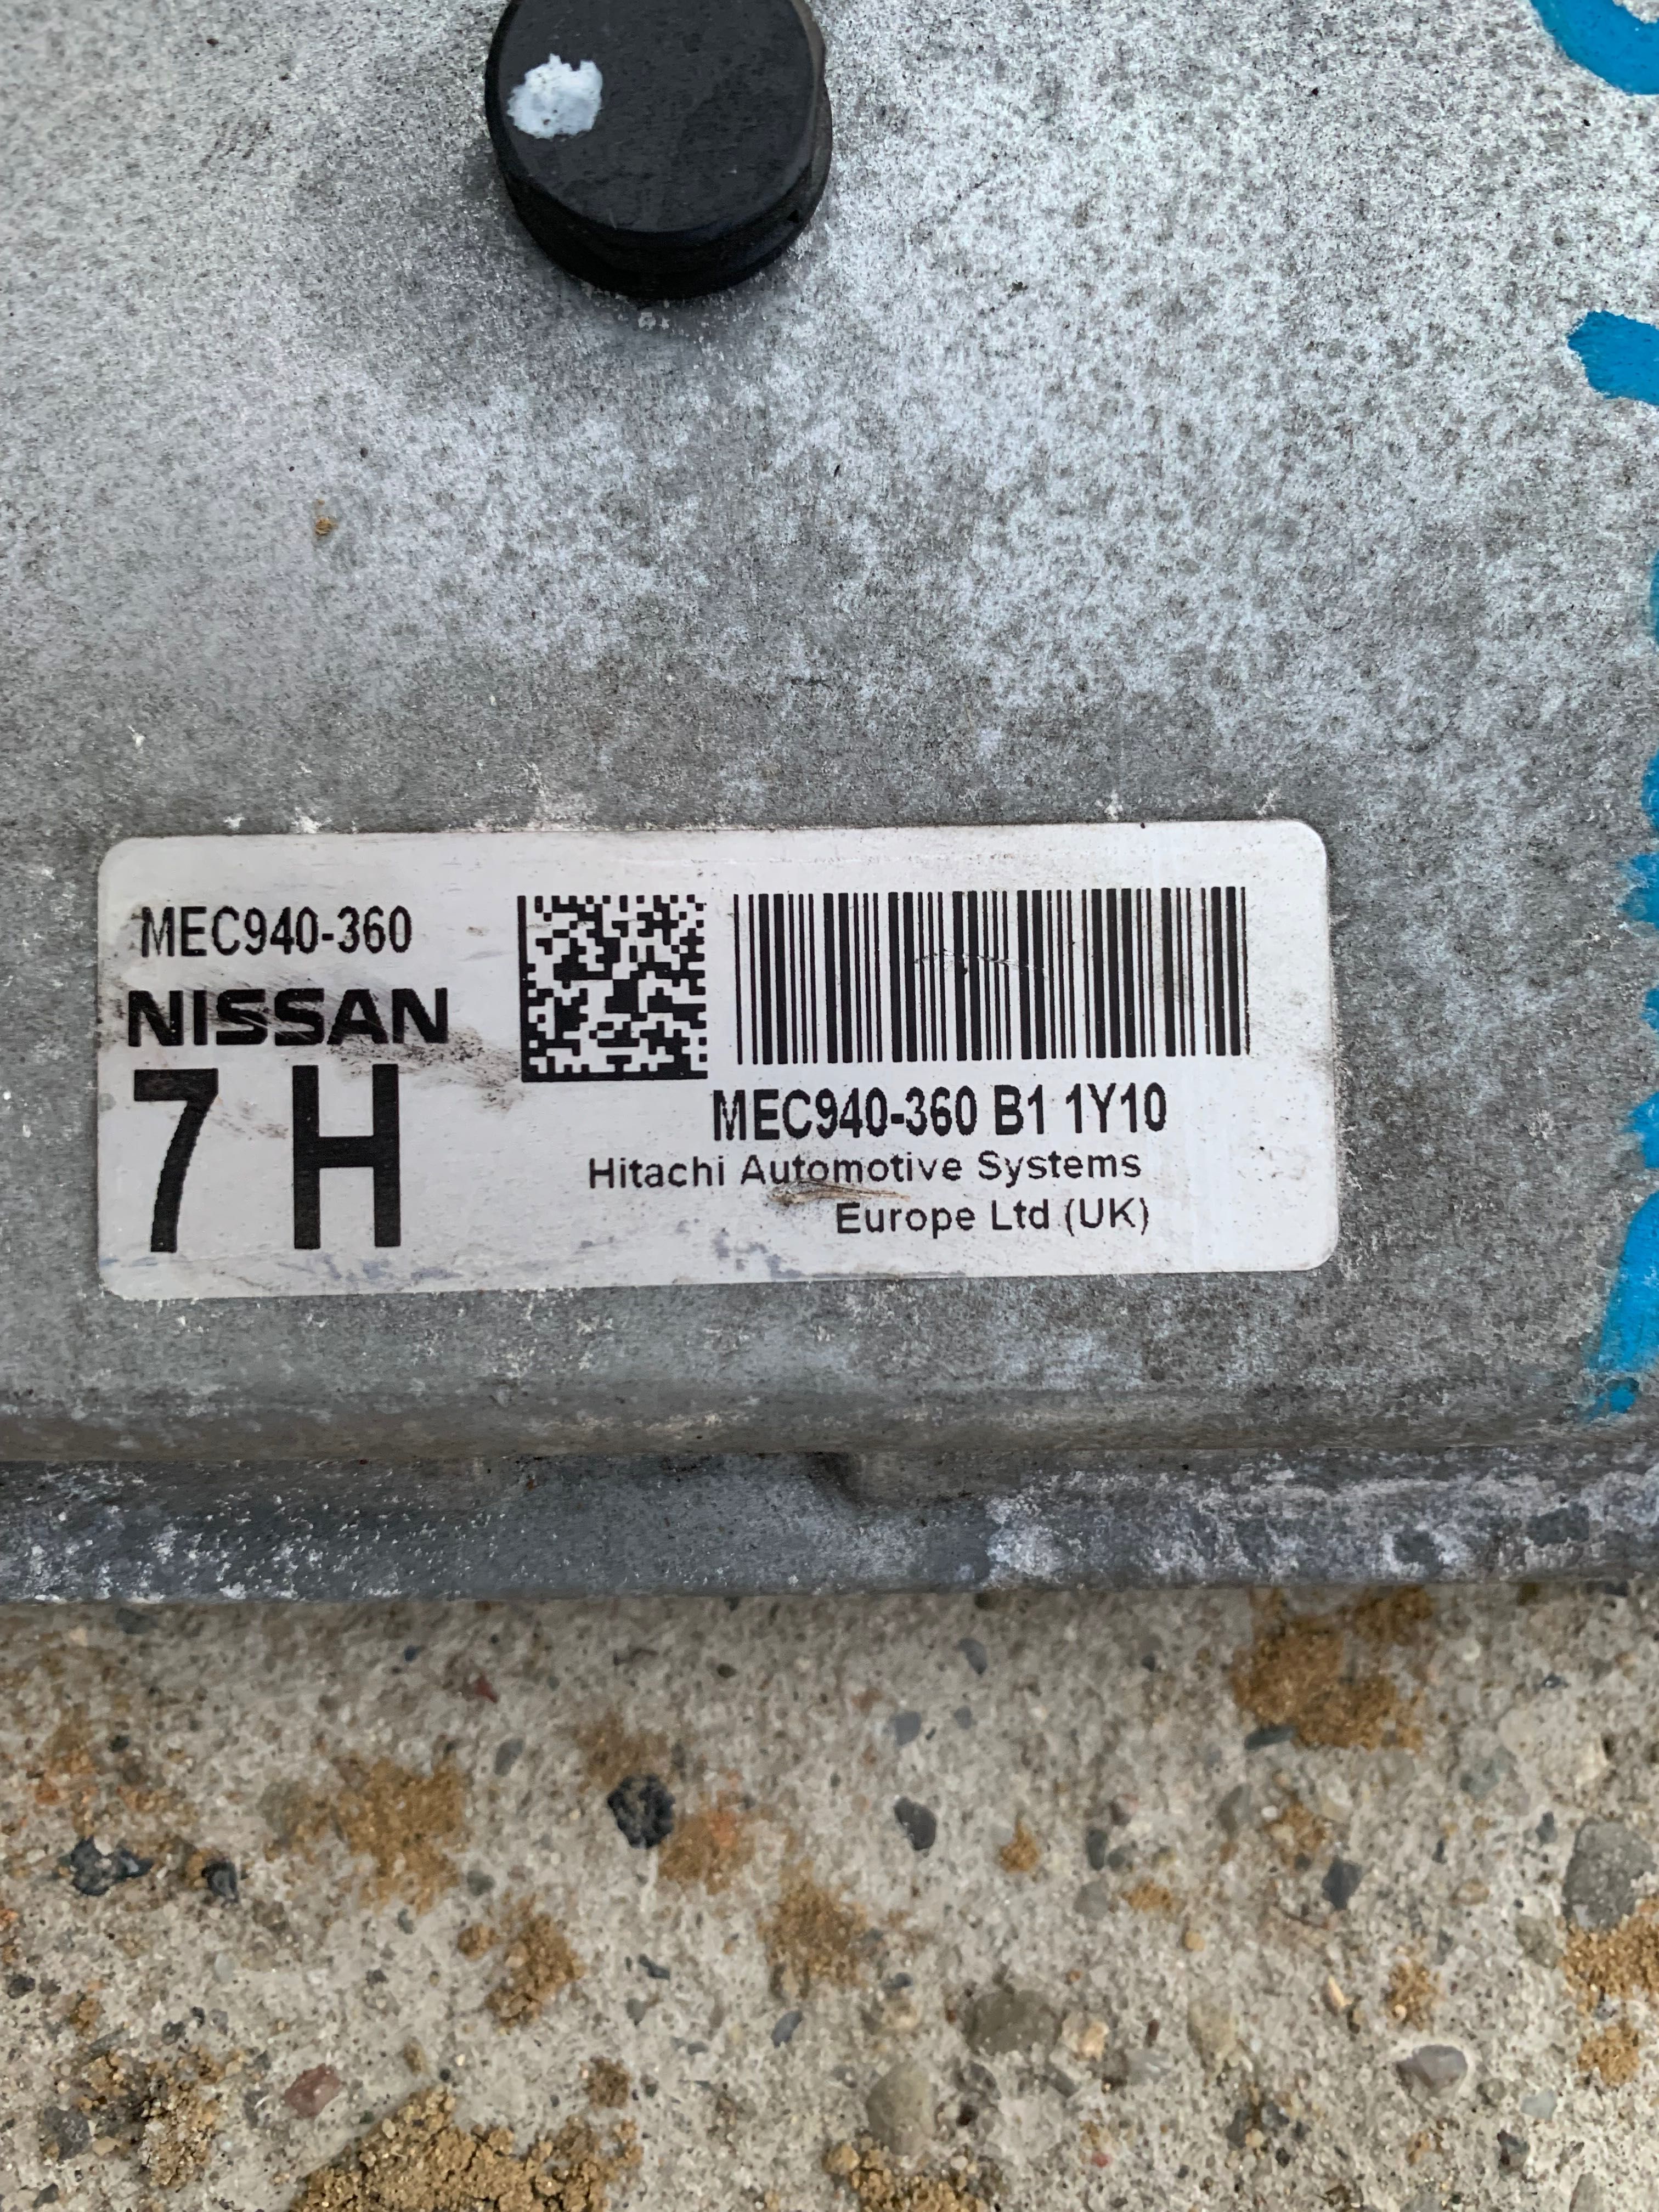 MEC940-360
NISSAN
7 H
MEC940-360 B1 1Y10
Hitachi Automotive Systems
Europe Ltd (UK)